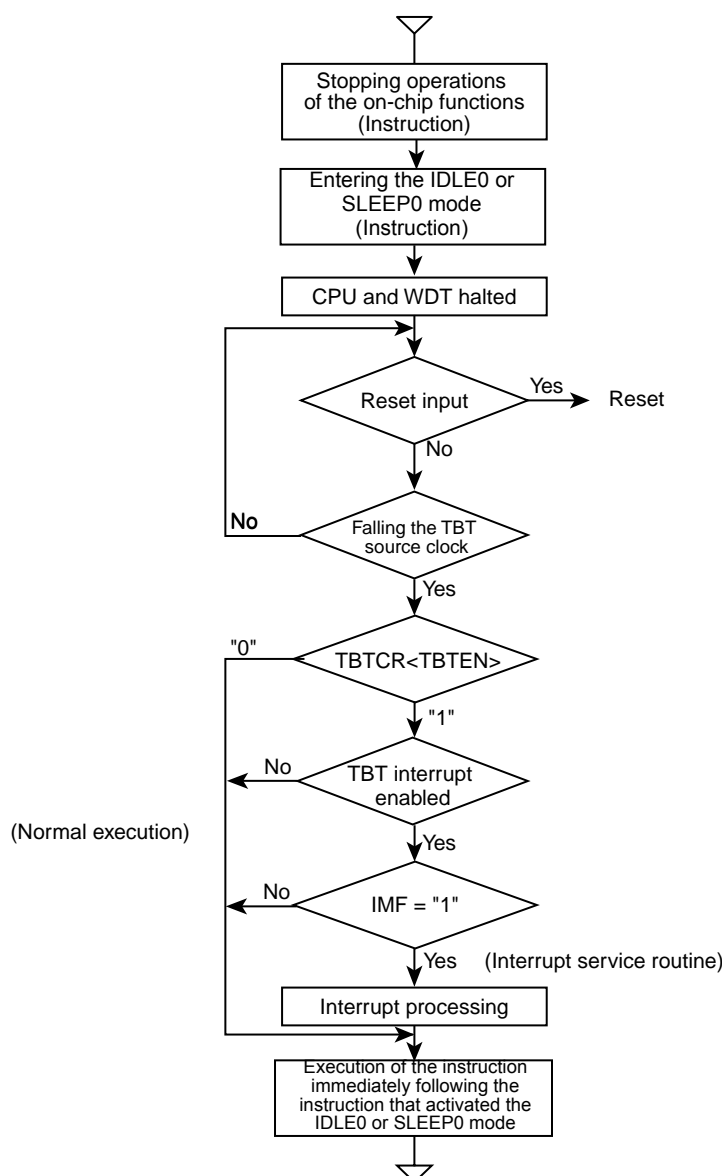 Stopping operations
of the on-chip functions
(Instruction)
Entering the IDLE0 or
SLEEP0 mode
(Instruction)
CPU and WDT halted
Reset input
Yes
Reset
No
No
Falling the TBT
source clock
Yes
"0"
TBTCR<TBTEN>
"1"
No
TBT interrupt
enabled
(Normal execution)
Yes
No
IMF = "1"
Yes
(Interrupt service routine)
Interrupt processing
Execution of the instruction
immediately following the
instruction that activated the
IDLE0 or SLEEP0 mode